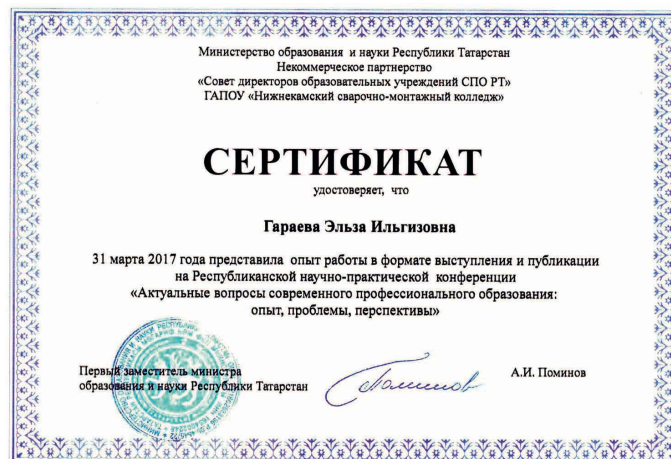 Министерство образования и науки Республики Татарстан
Некоммерческое партнерство
«Совет директоров образовательных учреждений СПО РТ»
ГАПОУ «Нижнекамский сварочно-монтажный колледж»
СЕРТИФИКАТ
удостоверяет, что
Гараева Эльза Ильгизовна
31 марта 2017 года представила опыт работы в формате выступления и публикации
на Республиканской научно-практической конференции
«Актуальные вопросы современного профессионального образования:
опыт, проблемы, перспективы»
Первый заместитель министра
образования и науки Республики Татарстан
А.И. Поминов